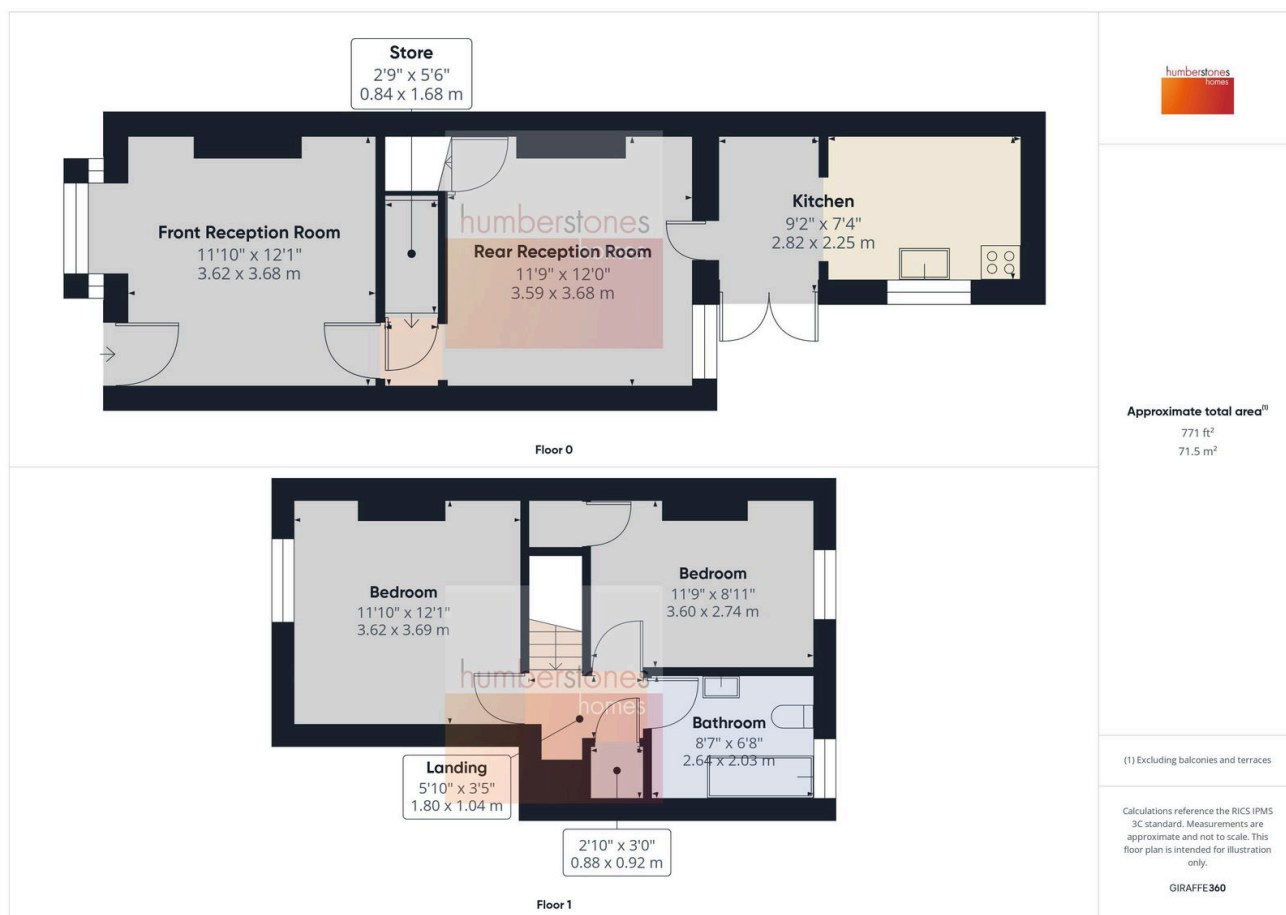 Store
2'9" x 5'6"
0.84 x 1.68 m
Front Reception Room
11'10" x 12'1"
3.62 x 3.68 m
humberstones
homes
Rear Reception Room
11'9" x 12'0"
3.59 x 3.68 m
Kitchen
9'2" x 7'4"
2.82 x 2.25 m
Floor 0
Bedroom
11'10" x 12'1"
3.62 x 3.69 m
Bedroom
11'9" x 8'11"
3.60 x 2.74 m
humberstones
homes
Bathroom
8'7" x 6'8"
2.64 x 2.03 m
Landing
5'10" x 3'5"
1.80 x 1.04 m
2'10" x 3'0"
0.88 x 0.92 m
Floor 1
humberstones
homes
Approximate total area(1)
771 ft²
71.5 m²
(1) Excluding balconies and terraces
Calculations reference the RICS IPMS
3C standard. Measurements are
approximate and not to scale. This
floor plan is intended for illustration
only.
GIRAFFE360